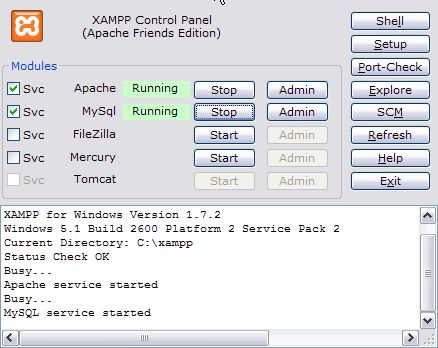 XAMPP Control Panel
(Apache Friends Edition)
Shell
Setup
Port-Check
Explore
SCM
Refresh
Help
Exit
Modules
Svc Apache Running Stop Admin
Svc MySql Running Stop Admin
Svc FileZilla Start Admin
Svc Mercury Start Admin
Svc Tomcat Start Admin
XAMPP for Windows Version 1.7.2
Windows 5.1 Build 2600 Platform 2 Service Pack 2
Current Directory: C:\xampp
Status Check OK
Busy...
Apache service started
Busy...
MySQL service started